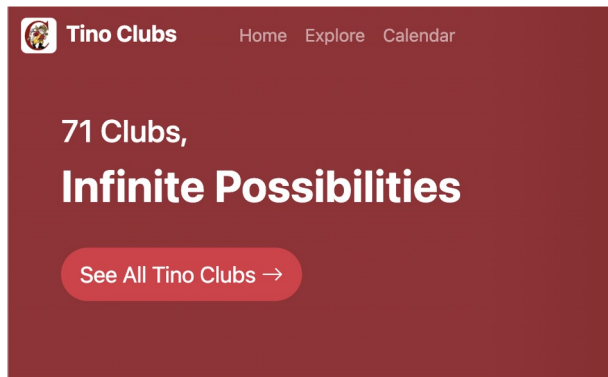 Tino Clubs Home Explore Calendar
71 Clubs,
Infinite Possibilities
See All Tino Clubs →